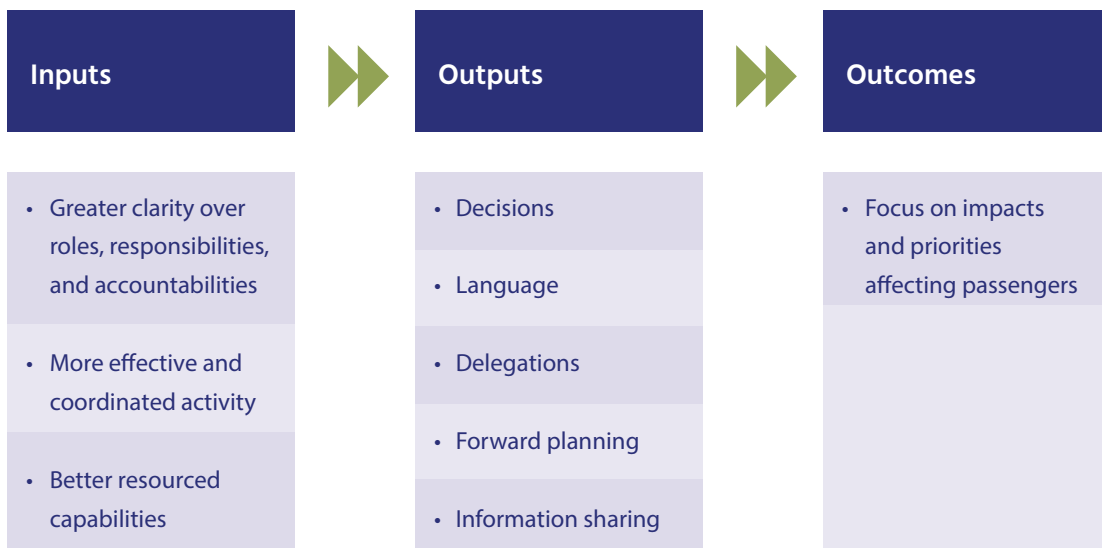 Inputs
Outputs
Outcomes
• Greater clarity over
roles, responsibilities,
and accountabilities
• More effective and
coordinated activity
• Better resourced
capabilities
• Decisions
• Language
• Delegations
• Forward planning
• Information sharing
• Focus on impacts
and priorities
affecting passengers